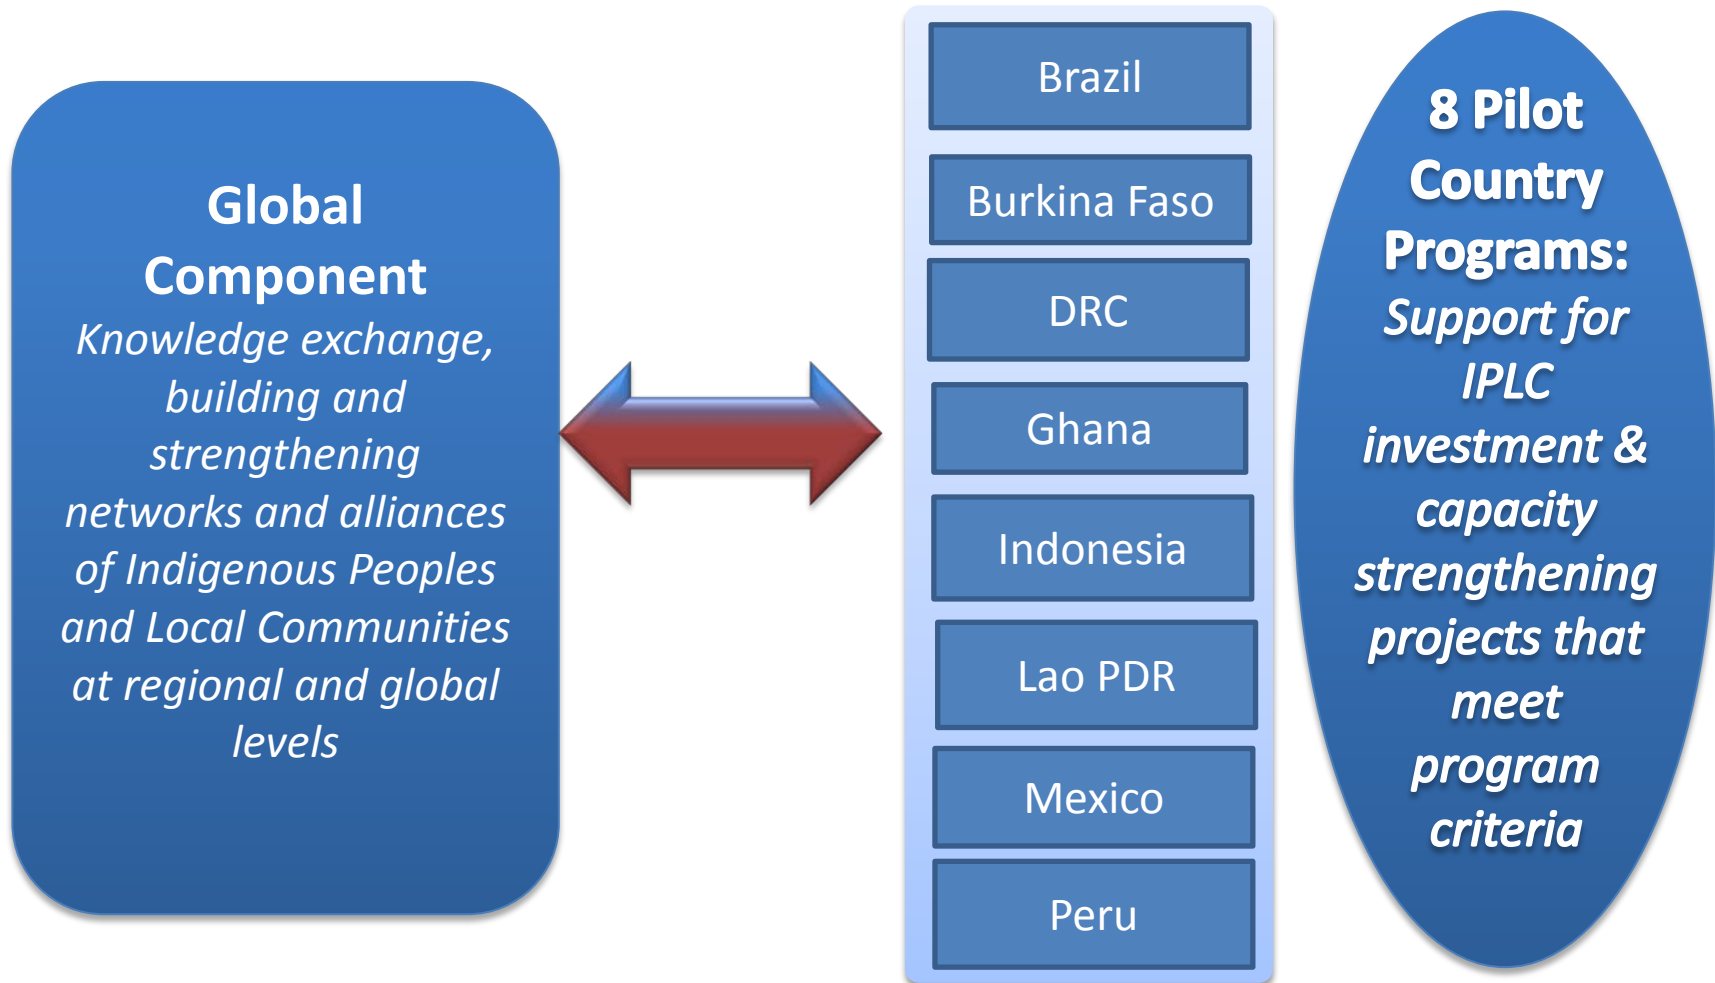 Global
Component
Knowledge exchange,
building and
strengthening
networks and alliances
of Indigenous Peoples
and Local Communities
at regional and global
levels
Brazil
Burkina Faso
DRC
Ghana
Indonesia
Lao PDR
Mexico
Peru
8 Pilot
Country
Programs:
Support for
IPLC
investment &
capacity
strengthening
projects that
meet
program
criteria